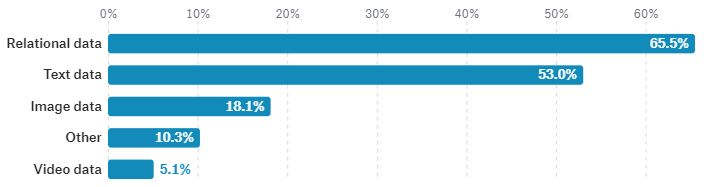 0% 10% 20% 30% 40% 50% 60%
Relational data 65.5%
Text data 53.0%
Image data 18.1%
Other 10.3%
Video data 5.1%